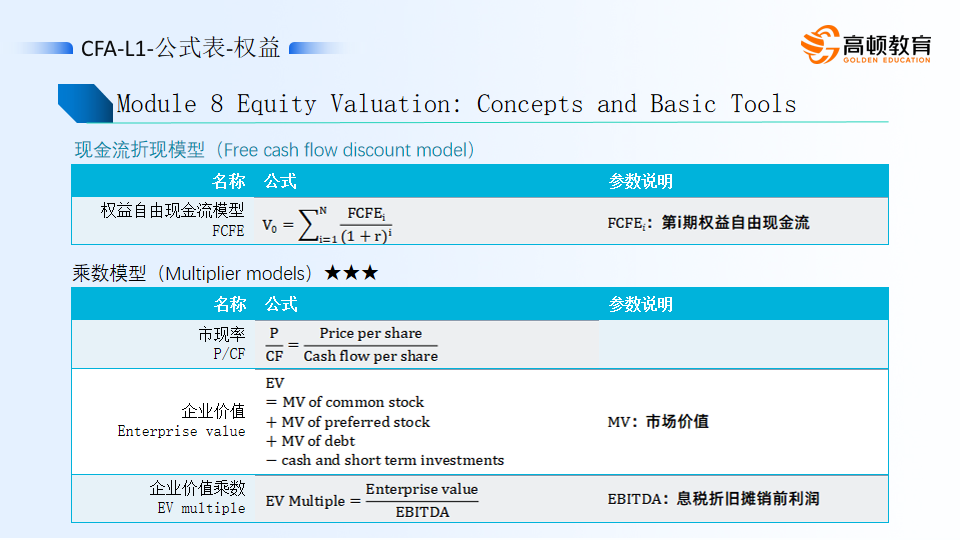 CFA-L1-公式表-权益
高顿教育
GOLDEN EDUCATION
Module 8 Equity Valuation: Concepts and Basic Tools
现金流折现模型（Free cash flow discount model）
名称 公式 参数说明
权益自由现金流模型
FCFE
V₀ = ∑ᵢ₌₁ᴺ FCFEᵢ / (1 + r)ⁱ
FCFEᵢ：第i期权益自由现金流
乘数模型（Multiplier models）★★★
名称 公式 参数说明
市现率
P/CF
P / CF = Price per share / Cash flow per share
企业价值
Enterprise value
EV
= MV of common stock
+ MV of preferred stock
+ MV of debt
− cash and short term investments
MV：市场价值
企业价值乘数
EV multiple
EV Multiple = Enterprise value / EBITDA
EBITDA：息税折旧摊销前利润